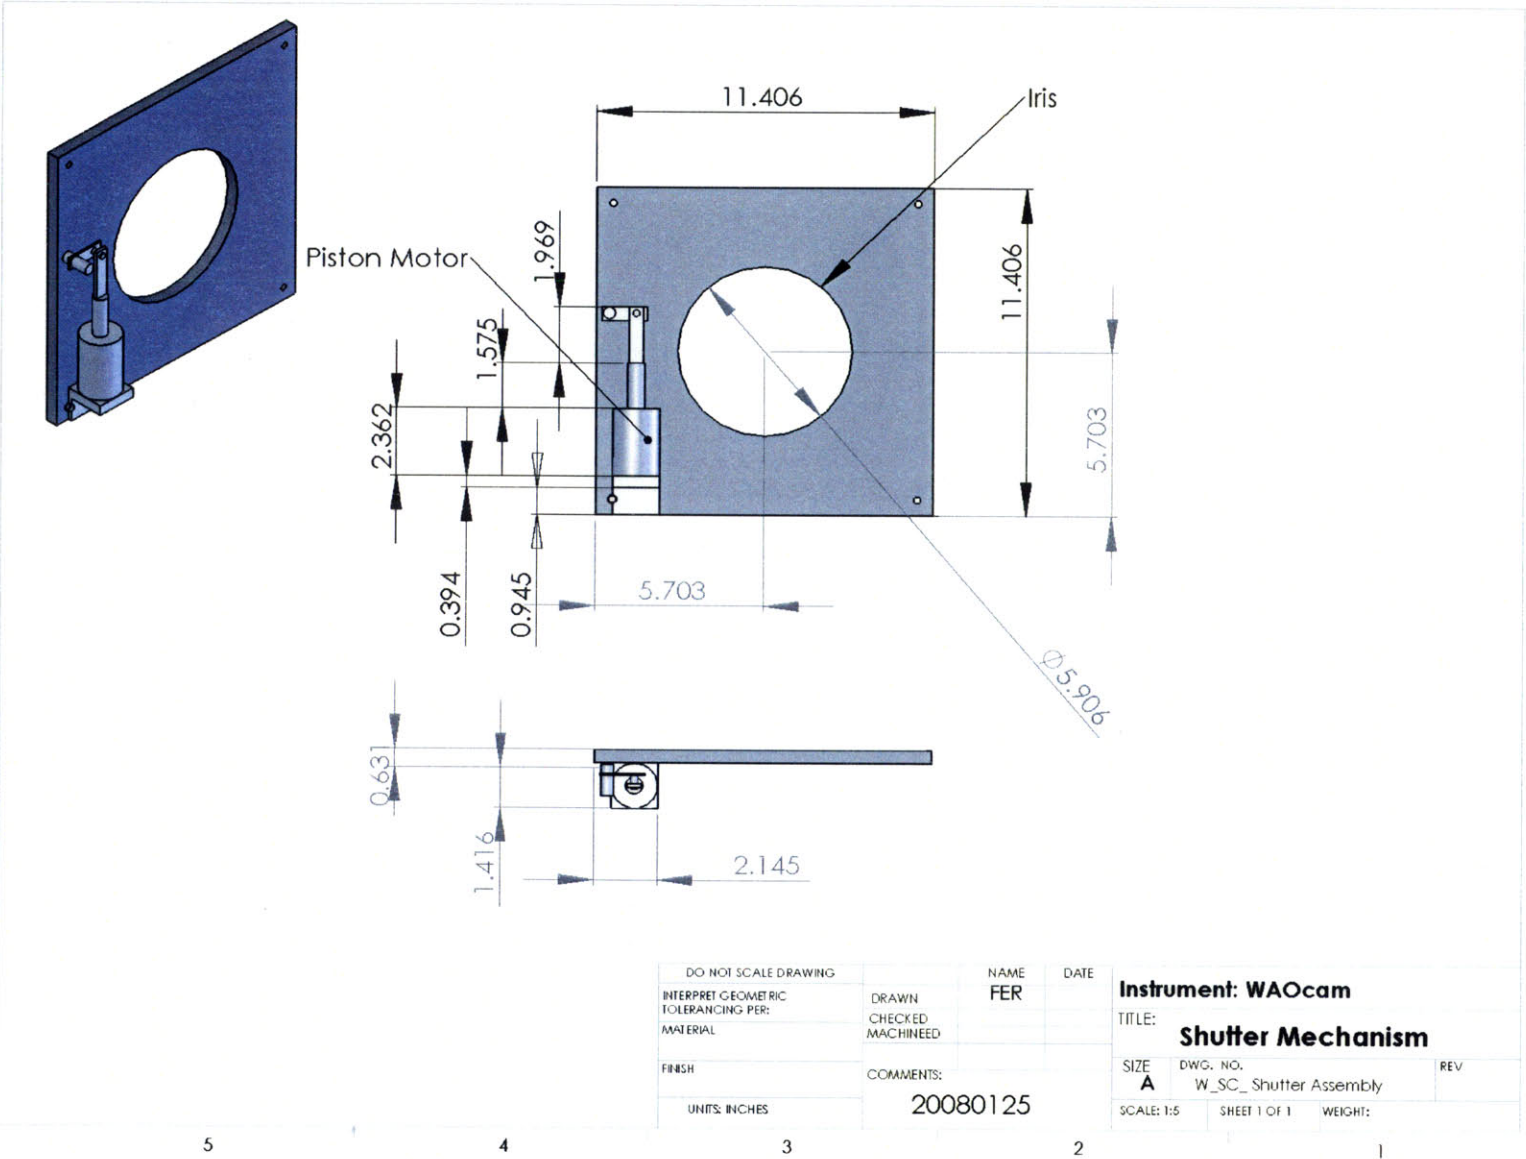 11.406
Iris
Piston Motor
1.969
11.406
1.575
2.362
5.703
0.394
0.945
5.703
Ø5.906
0.631
1.416
2.145
DO NOT SCALE DRAWING
INTERPRET GEOMETRIC
TOLERANCING PER:
MATERIAL
FINISH
UNITS: INCHES
NAME
DATE
DRAWN
FER
CHECKED
MACHINEED
COMMENTS:
20080125
Instrument: WAOcam
TITLE:
Shutter Mechanism
SIZE
A
DWG. NO.
W_SC_ Shutter Assembly
REV
SCALE: 1:5
SHEET 1 OF 1
WEIGHT:
5
4
3
2
1